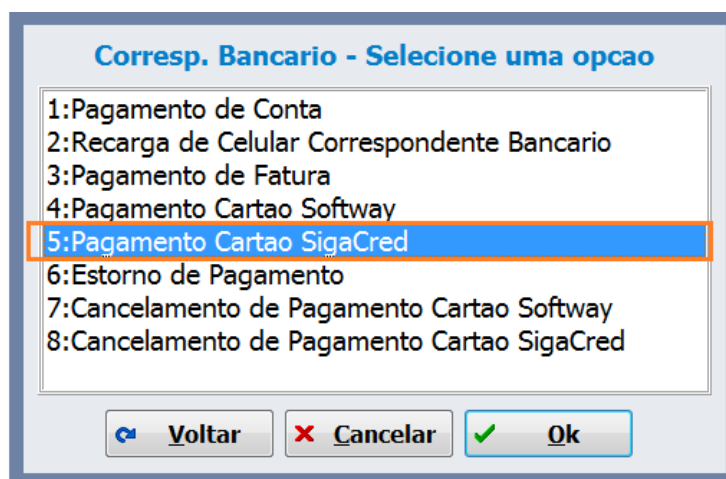 Corresp. Bancario - Selecione uma opcao
1:Pagamento de Conta
2:Recarga de Celular Correspondente Bancario
3:Pagamento de Fatura
4:Pagamento Cartao Softway
5:Pagamento Cartao SigaCred
6:Estorno de Pagamento
7:Cancelamento de Pagamento Cartao Softway
8:Cancelamento de Pagamento Cartao SigaCred
Voltar Cancelar Ok